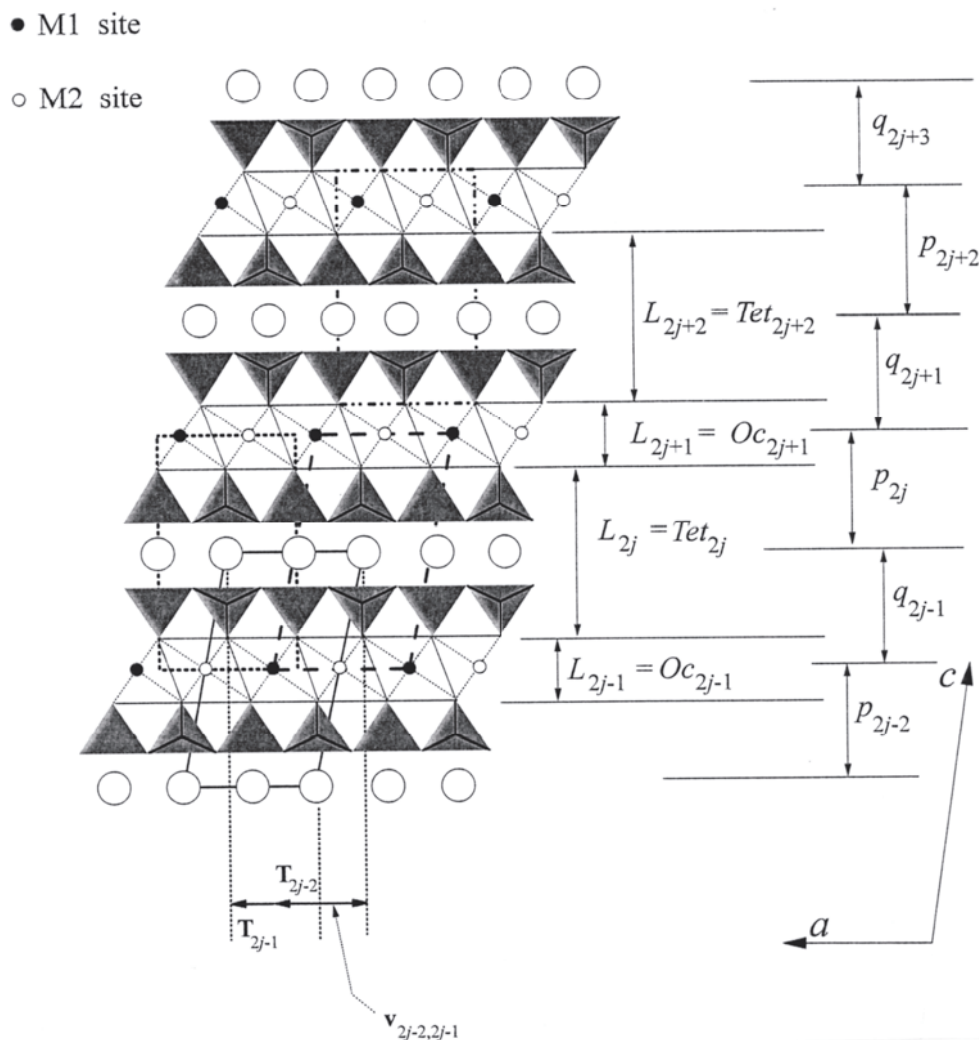 ● M1 site
○ M2 site
q2j+3
p2j+2
L2j+2 = Tet2j+2
q2j+1
L2j+1 = Oc2j+1
p2j
L2j = Tet2j
q2j-1
L2j-1 = Oc2j-1
c
p2j-2
T2j-2
T2j-1
a
v2j-2,2j-1